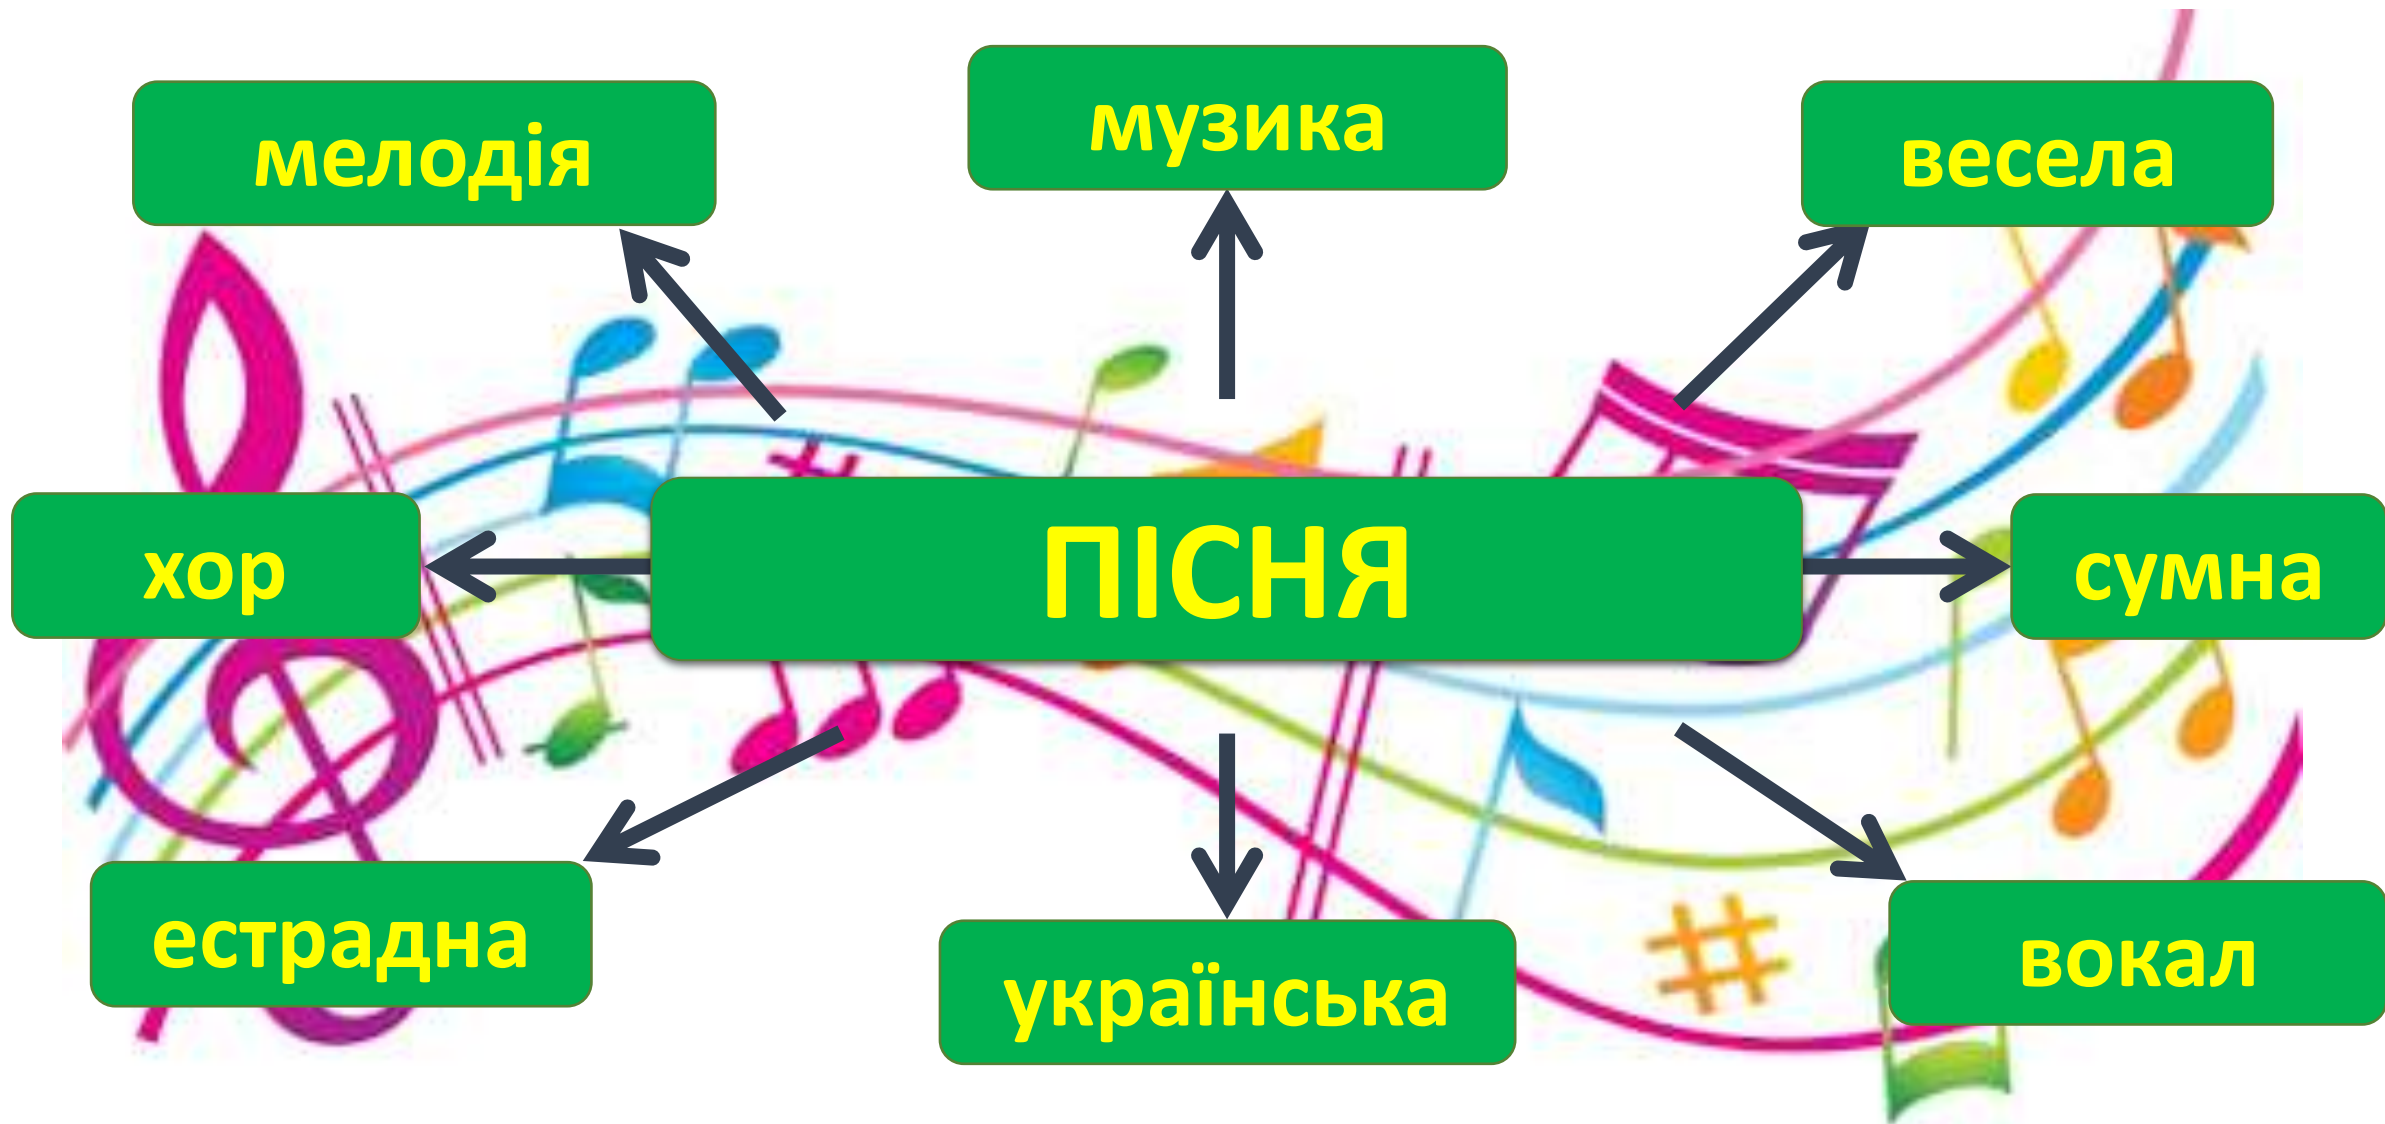 мелодія
музика
весела
хор
ПІСНЯ
сумна
естрадна
українська
вокал